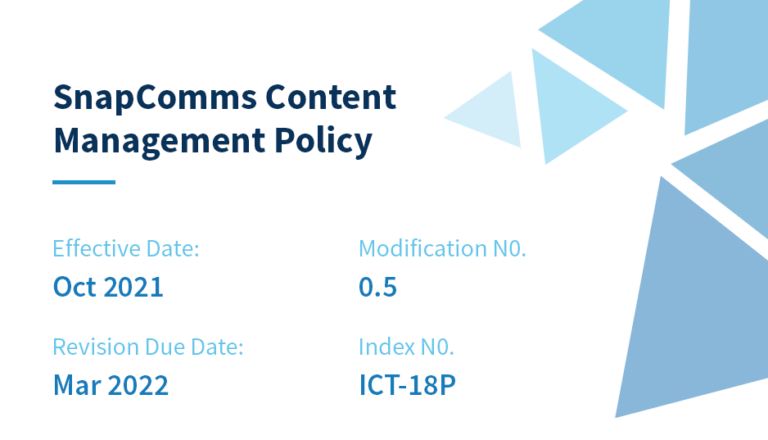 SnapComms Content
Management Policy
Effective Date:
Oct 2021
Modification N0.
0.5
Revision Due Date:
Mar 2022
Index N0.
ICT-18P